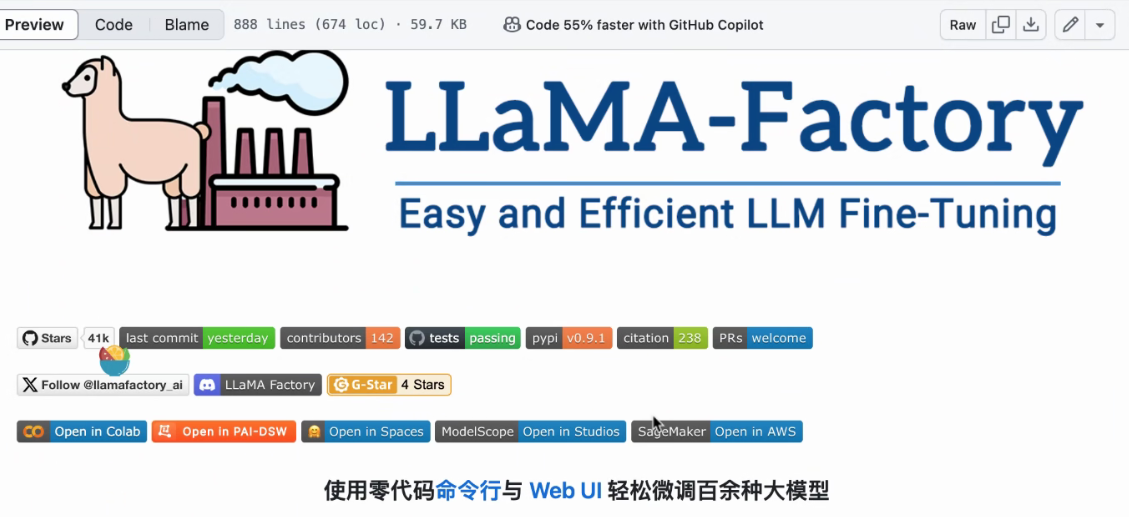 Preview Code Blame 888 lines (674 loc) · 59.7 KB Code 55% faster with GitHub Copilot Raw
LLaMA-Factory
Easy and Efficient LLM Fine-Tuning
Stars 41k last commit yesterday contributors 142 tests passing pypi v0.9.1 citation 238 PRs welcome
Follow @llamafactory_ai LLaMA Factory G-Star 4 Stars
Open in Colab Open in PAI-DSW Open in Spaces ModelScope Open in Studios SageMaker Open in AWS
使用零代码命令行与 Web UI 轻松微调百余种大模型